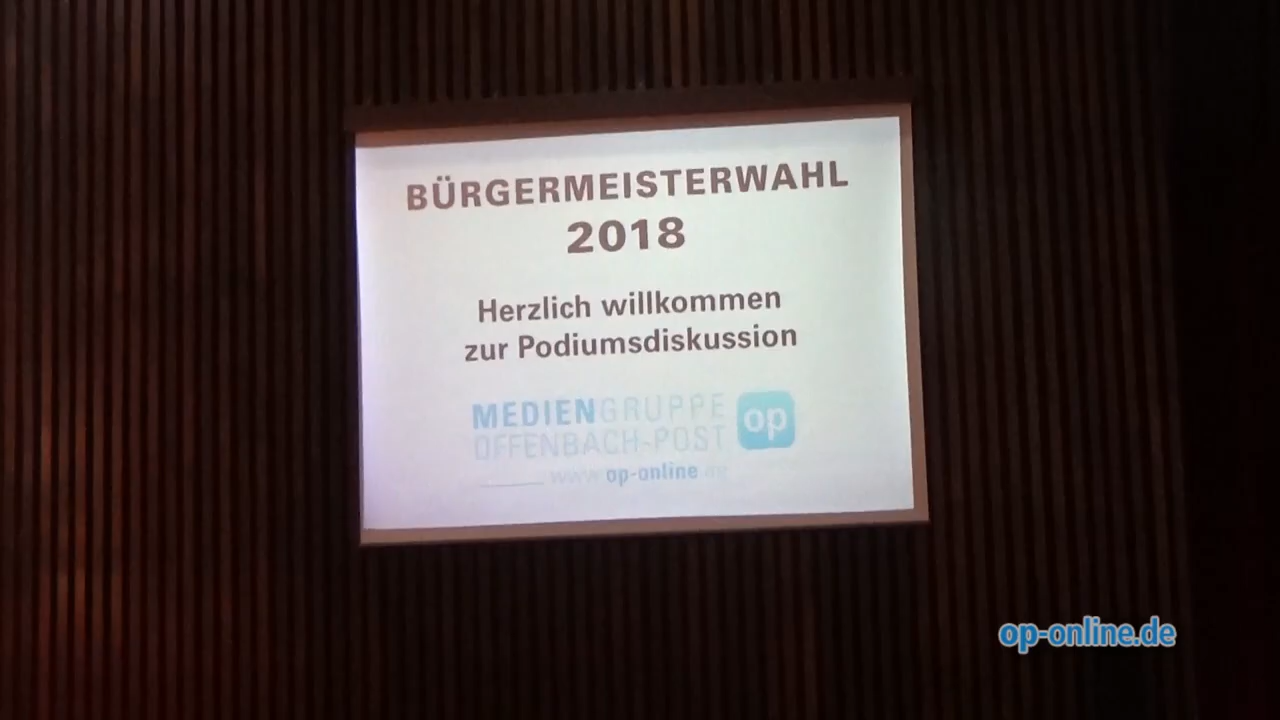 BÜRGERMEISTERWAHL
2018
Herzlich willkommen
zur Podiumsdiskussion
MEDIENGRUPPE
OFFENBACH-POST
op
www.op-online.de
op-online.de